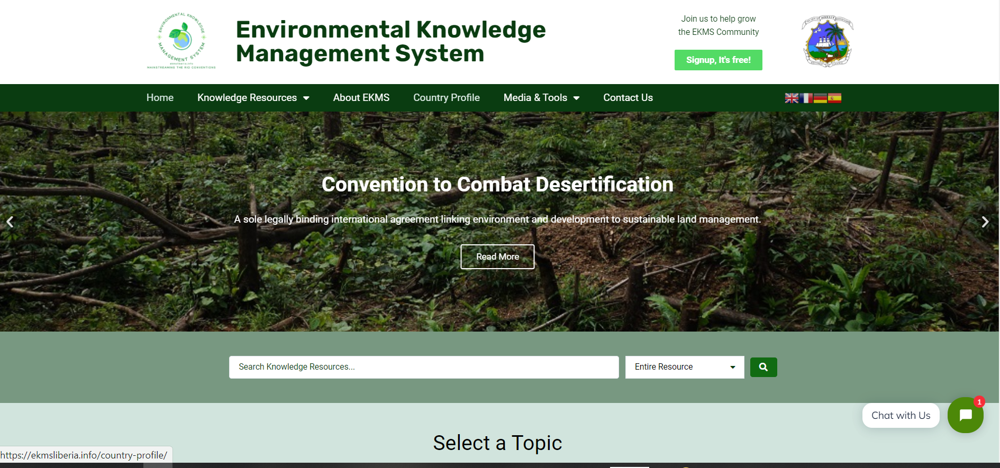 ENVIRONMENTAL KNOWLEDGE
MANAGEMENT SYSTEM
ekmsliberia.info
MAINSTREAMING THE RIO CONVENTIONS
Environmental Knowledge
Management System
Join us to help grow
the EKMS Community
Signup, It's free!
Home
Knowledge Resources
About EKMS
Country Profile
Media & Tools
Contact Us
Convention to Combat Desertification
A sole legally binding international agreement linking environment and development to sustainable land management.
Read More
Search Knowledge Resources...
Entire Resource
1
Chat with Us
Select a Topic
https://ekmsliberia.info/country-profile/